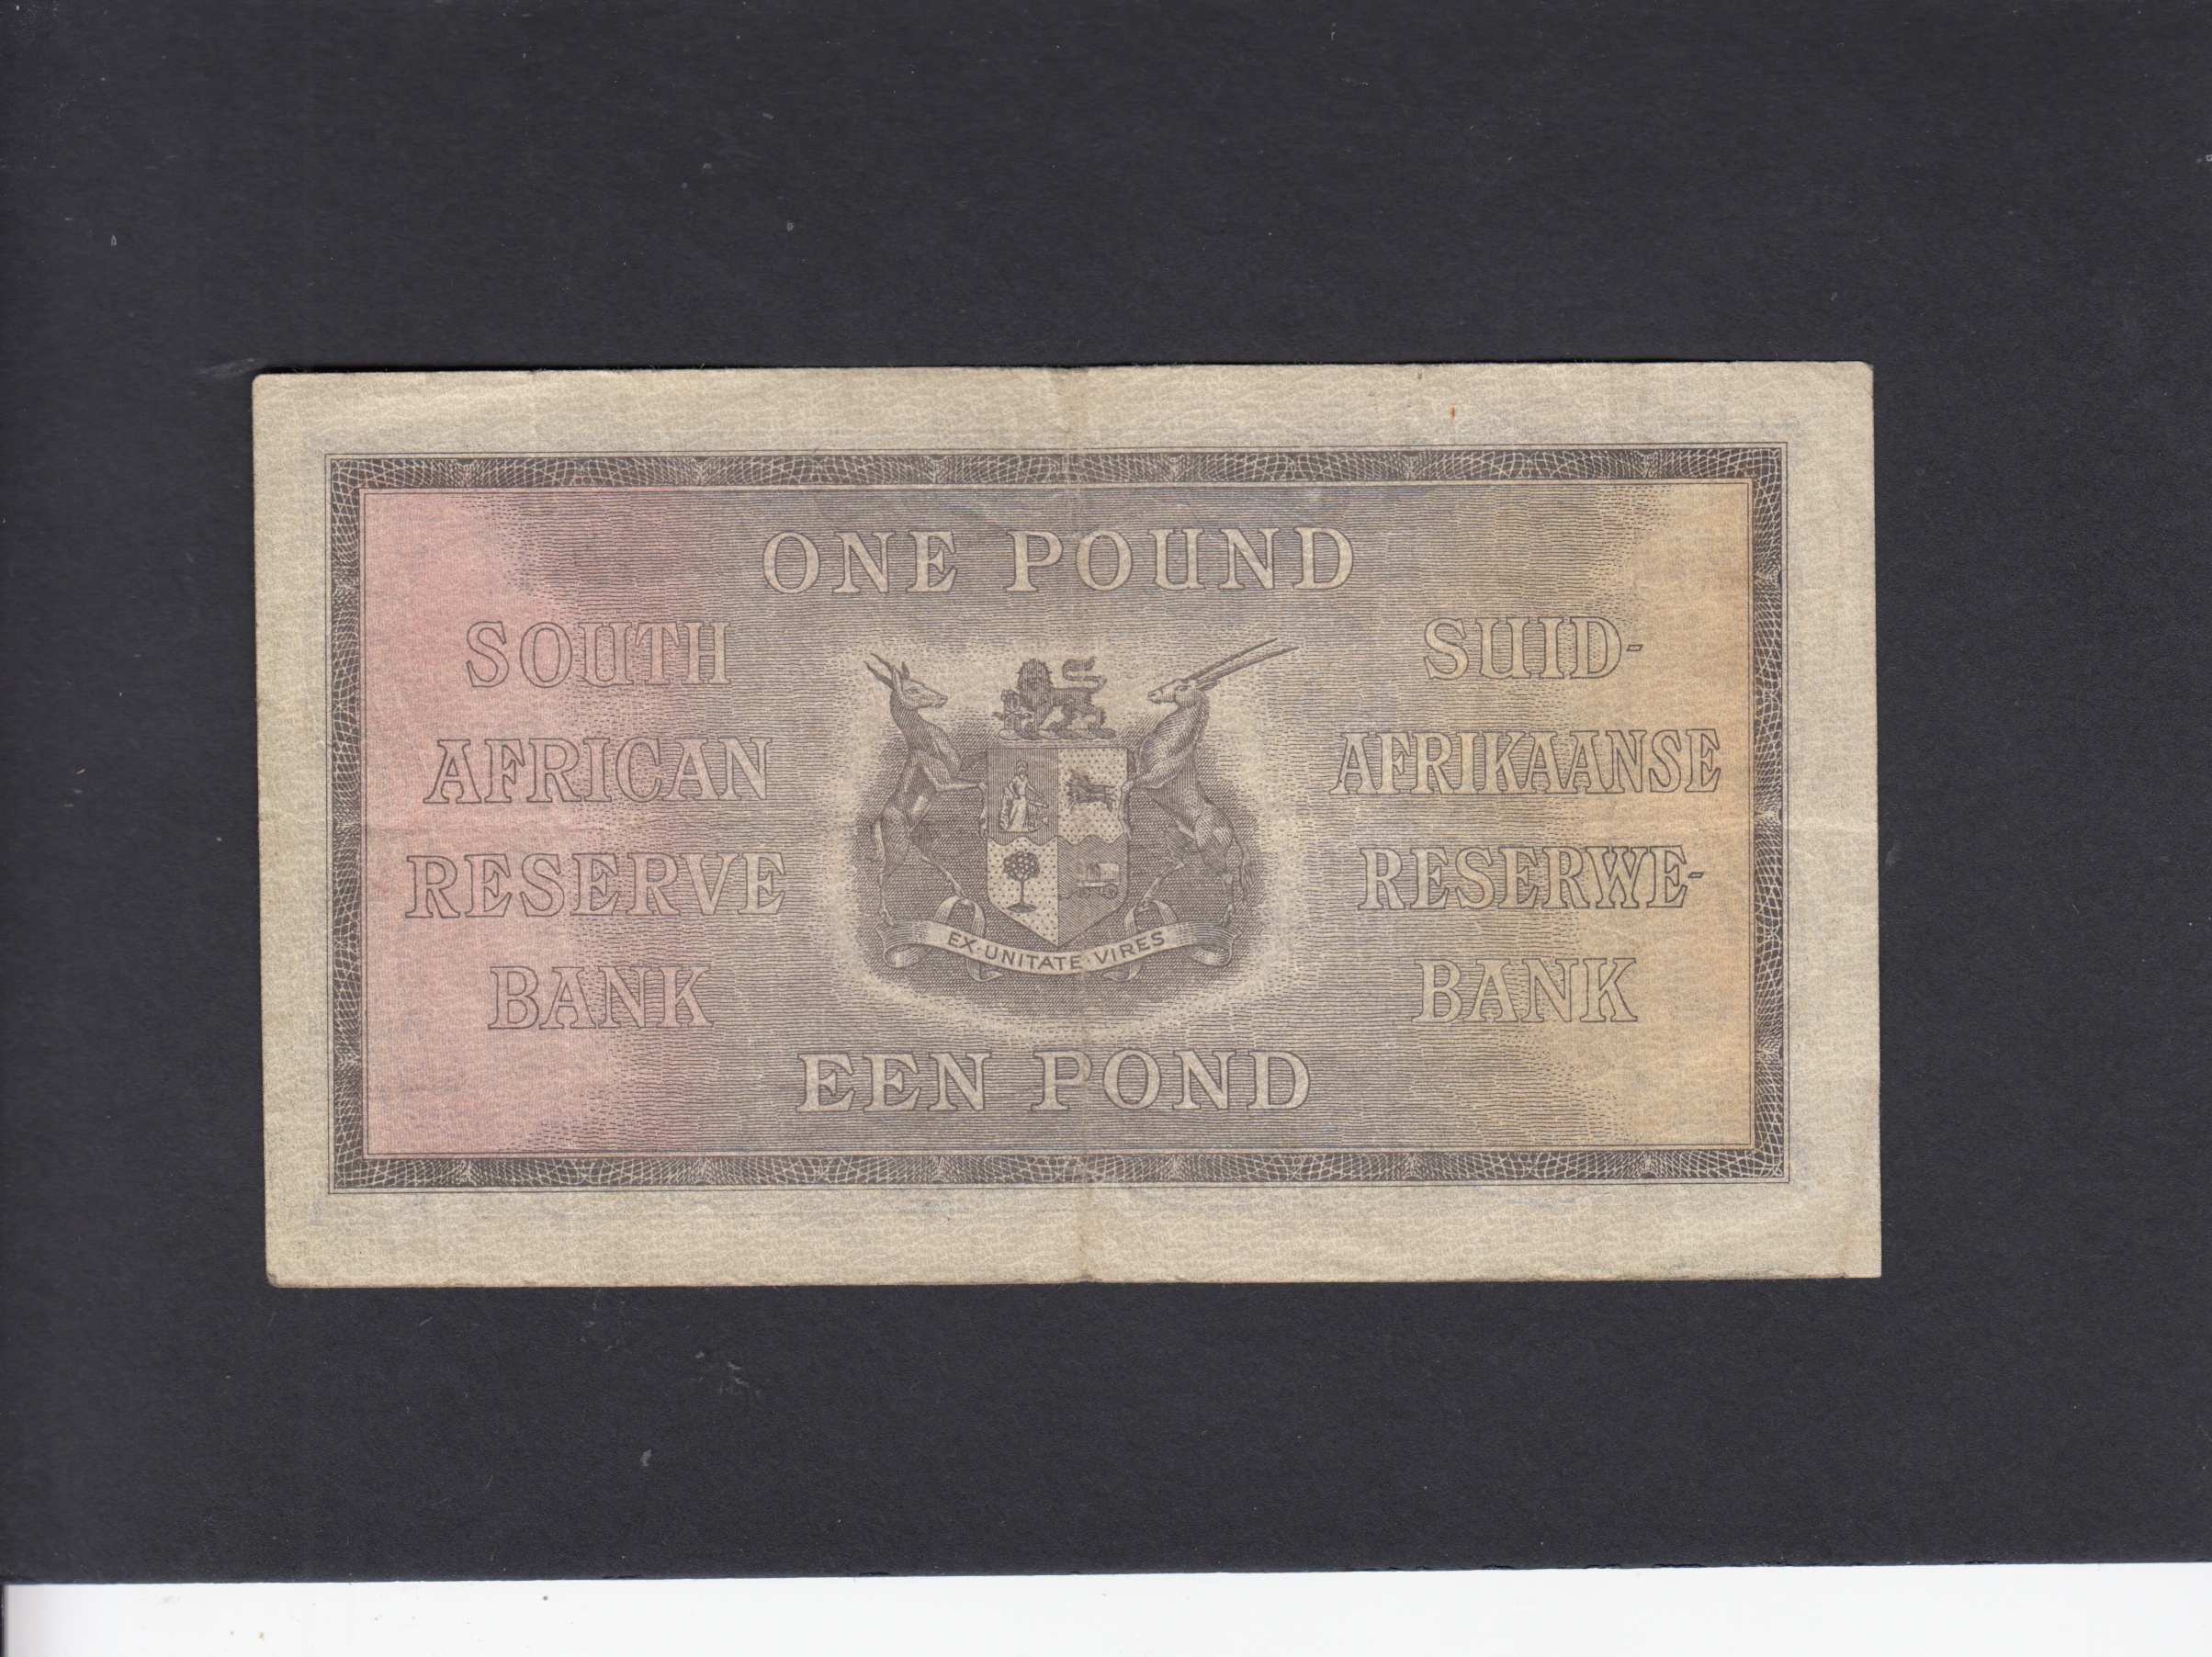 ONE POUND
SOUTH
AFRICAN
RESERVE
BANK
SUID-
AFRIKAANSE
RESERWE-
BANK
EX·UNITATE·VIRES
EEN POND